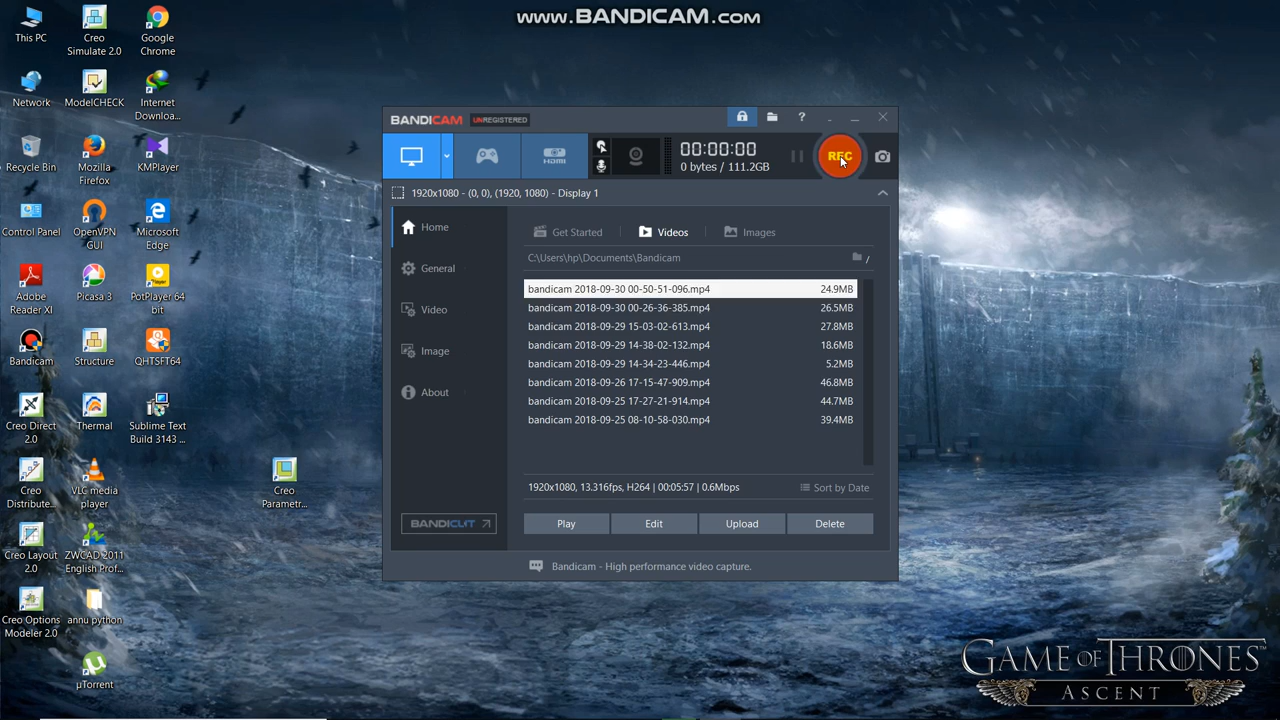 www.BANDICAM.com
This PC
Creo
Simulate 2.0
Google
Chrome
Network
ModelCHECK
Internet
Downloa...
Recycle Bin
Mozilla
Firefox
KMPlayer
Control Panel
OpenVPN
GUI
Microsoft
Edge
Adobe
Reader XI
Picasa 3
PotPlayer 64
bit
Bandicam
Structure
QHTSFT64
Creo Direct
2.0
Thermal
Sublime Text
Build 3143 ...
Creo
Distribute...
VLC media
player
Creo
Parametr...
Creo Layout
2.0
ZWCAD 2011
English Prof...
Creo Options
Modeler 2.0
annu python
µTorrent
BANDICAM UNREGISTERED
HDMI
00:00:00
0 bytes / 111.2GB
REC
1920x1080 - (0, 0), (1920, 1080) - Display 1
Home
General
Video
Image
About
BANDICUT
Get Started
Videos
Images
C:\Users\hp\Documents\Bandicam
/
bandicam 2018-09-30 00-50-51-096.mp4 24.9MB
bandicam 2018-09-30 00-26-36-385.mp4 26.5MB
bandicam 2018-09-29 15-03-02-613.mp4 27.8MB
bandicam 2018-09-29 14-38-02-132.mp4 18.6MB
bandicam 2018-09-29 14-34-23-446.mp4 5.2MB
bandicam 2018-09-26 17-15-47-909.mp4 46.8MB
bandicam 2018-09-25 17-27-21-914.mp4 44.7MB
bandicam 2018-09-25 08-10-58-030.mp4 39.4MB
1920x1080, 13.316fps, H264 | 00:05:57 | 0.6Mbps
Sort by Date
Play
Edit
Upload
Delete
Bandicam - High performance video capture.
GAME OF THRONES™
ASCENT